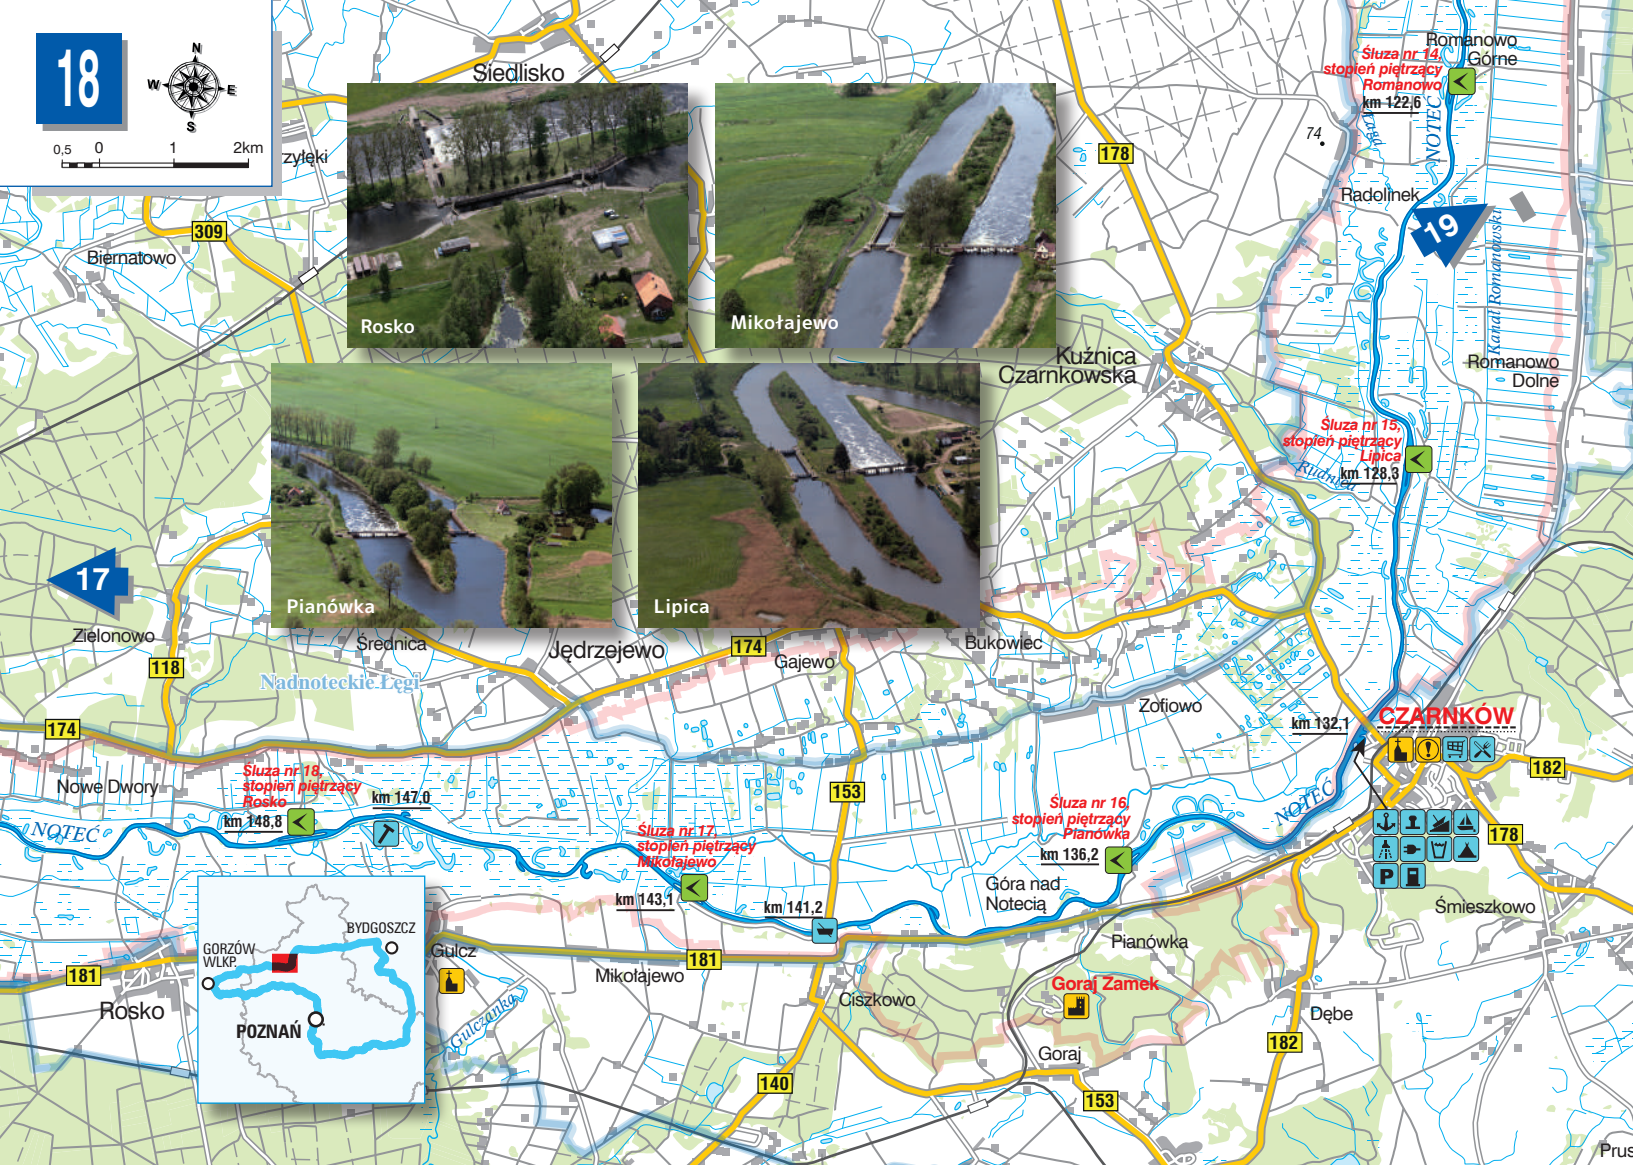 18
N
W
E
S
0,5 0 1 2km
Siedlisko
309
Biernatowo
Rosko
Mikołajewo
Pianówka
Lipica
178
74
Romanowo
Górne
Śluza nr 14,
stopień piętrzący
Romanowo
km 122,6
Łaga
NOTEĆ
Radolinek
19
Kanał Romanowski
Romanowo
Dolne
Kuźnica
Czarnkowska
Śluza nr 15,
stopień piętrzący
Lipica
km 128,3
Rudnica
17
Zielonowo
118
Średnica
Jędrzejewo
174
Gajewo
Bukowiec
Nadnoteckie Łęgi
Zofiowo
174
km 132,1
CZARNKÓW
182
Nowe Dwory
Śluza nr 18,
stopień piętrzący
Rosko
km 148,8
km 147,0
NOTEĆ
153
Śluza nr 17,
stopień piętrzący
Mikołajewo
km 143,1
km 141,2
Śluza nr 16,
stopień piętrzący
Pianówka
km 136,2
NOTEĆ
178
P
Góra nad
Notecią
Śmieszkowo
Pianówka
Gulcz
181
Mikołajewo
181
Rosko
Ciszkowo
Goraj Zamek
Dębe
Goraj
182
Gulczanka
140
153
Prus
GORZÓW
WLKP.
BYDGOSZCZ
POZNAŃ